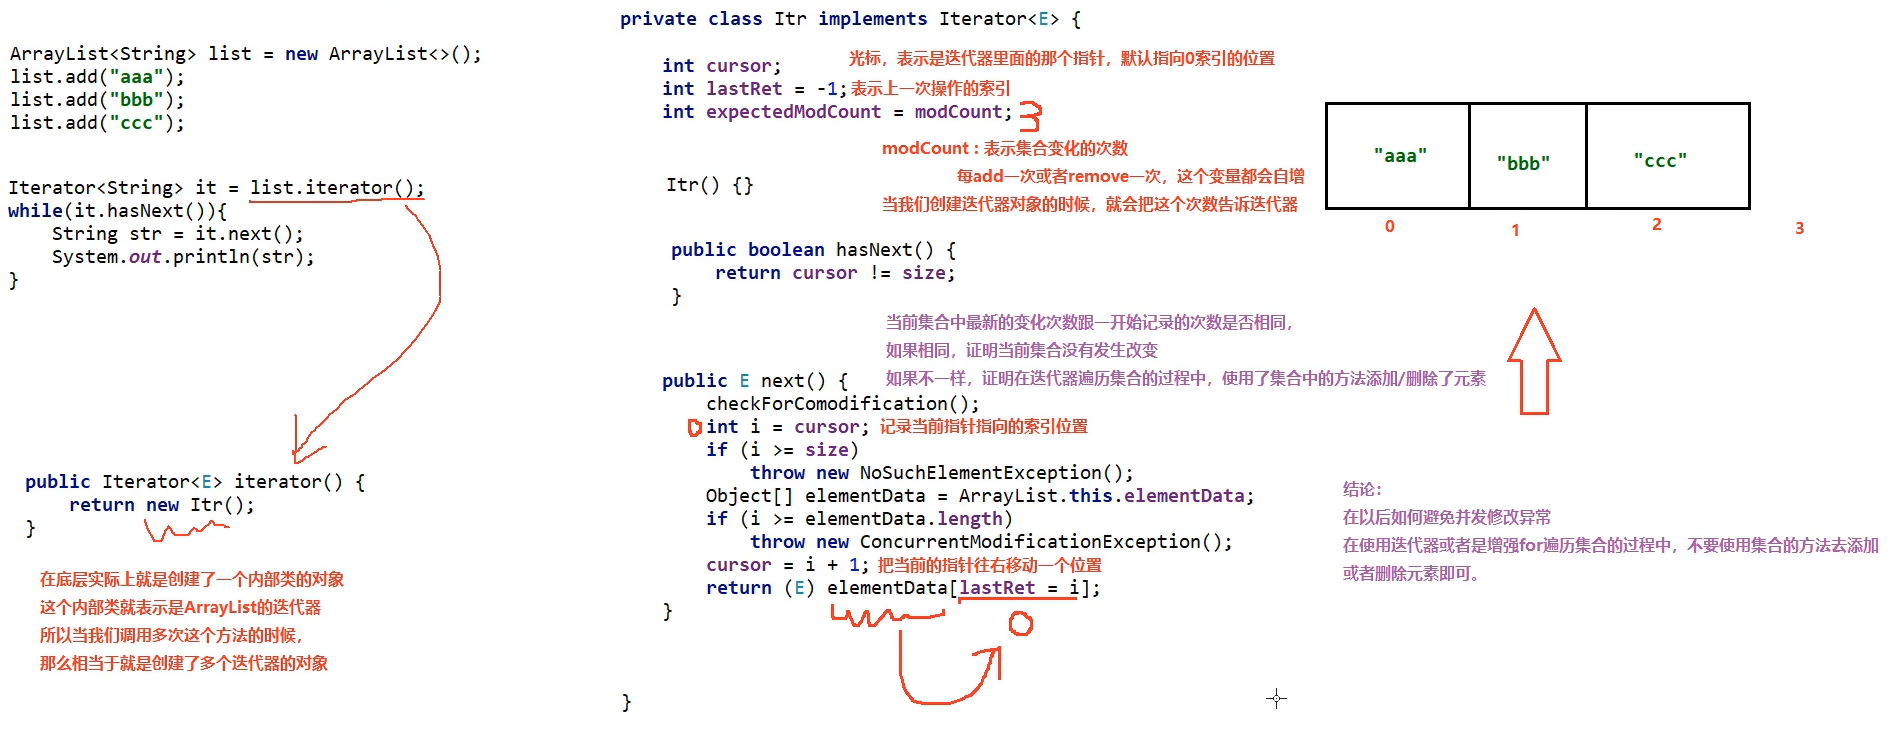 ArrayList<String> list = new ArrayList<>();
list.add("aaa");
list.add("bbb");
list.add("ccc");
Iterator<String> it = list.iterator();
while(it.hasNext()){
    String str = it.next();
    System.out.println(str);
}
public Iterator<E> iterator() {
    return new Itr();
}
在底层实际上就是创建了一个内部类的对象
这个内部类就表示是ArrayList的迭代器
所以当我们调用多次这个方法的时候，
那么相当于就是创建了多个迭代器的对象
private class Itr implements Iterator<E> {
int cursor; 光标，表示是迭代器里面的那个指针，默认指向0索引的位置
int lastRet = -1; 表示上一次操作的索引
int expectedModCount = modCount; 3
modCount：表示集合变化的次数
每add一次或者remove一次，这个变量都会自增
Itr() {}
当我们创建迭代器对象的时候，就会把这个次数告诉迭代器
public boolean hasNext() {
    return cursor != size;
}
当前集合中最新的变化次数跟一开始记录的次数是否相同，
如果相同，证明当前集合没有发生改变
如果不一样，证明在迭代器遍历集合的过程中，使用了集合中的方法添加/删除了元素
public E next() {
    checkForComodification();
0 int i = cursor; 记录当前指针指向的索引位置
    if (i >= size)
        throw new NoSuchElementException();
    Object[] elementData = ArrayList.this.elementData;
    if (i >= elementData.length)
        throw new ConcurrentModificationException();
    cursor = i + 1; 把当前的指针往右移动一个位置
    return (E) elementData[lastRet = i];
}
0
}
"aaa" "bbb" "ccc"
0 1 2 3
结论：
在以后如何避免并发修改异常
在使用迭代器或者是增强for遍历集合的过程中，不要使用集合的方法去添加
或者删除元素即可。